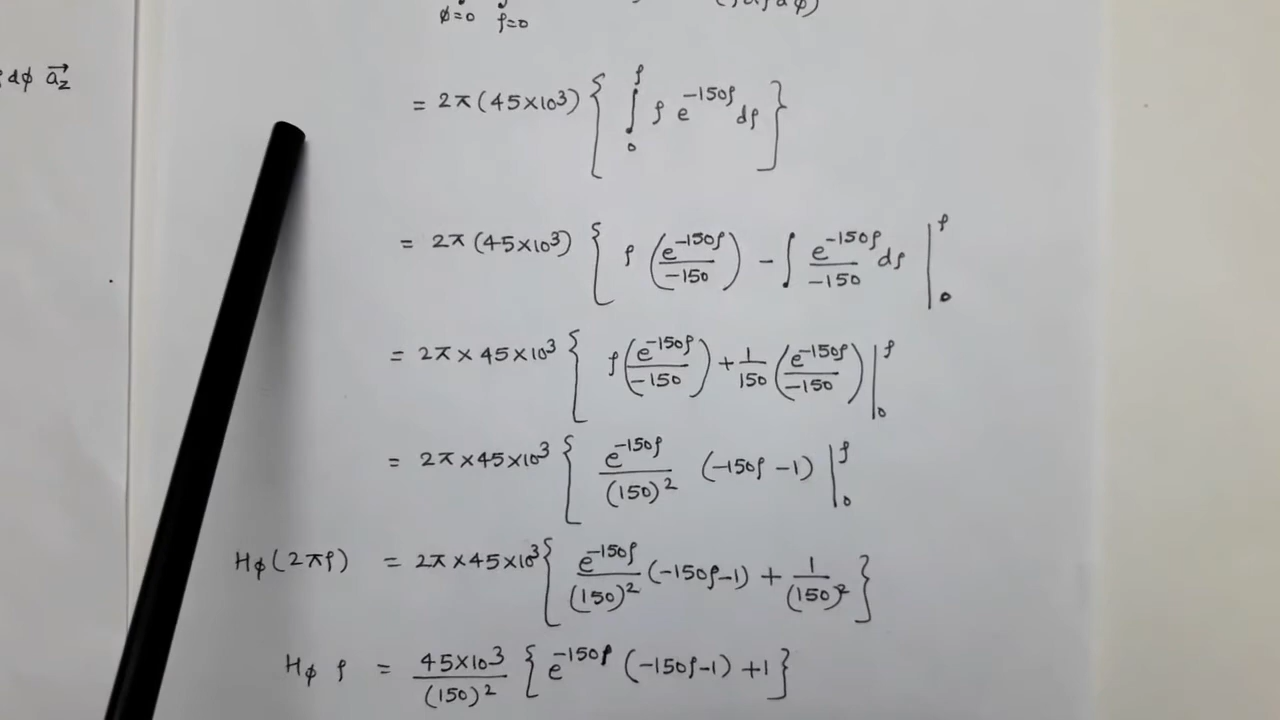 φ=0 ρ=0 (ρ dρ dφ)
dφ a⃗z
= 2π(45×10³) { ∫₀^ρ ρ e^(-150ρ) dρ }
= 2π(45×10³) { ρ (e^(-150ρ)/-150) - ∫ e^(-150ρ)/-150 dρ |₀^ρ
= 2π × 45×10³ { ρ(e^(-150ρ)/-150) + 1/150 (e^(-150ρ)/-150) |₀^ρ
= 2π×45×10³ { e^(-150ρ)/(150)² (-150ρ -1) |₀^ρ
Hφ(2πρ) = 2π×45×10³ { e^(-150ρ)/(150)² (-150ρ-1) + 1/(150)² }
Hφ ρ = 45×10³/(150)² { e^(-150ρ) (-150ρ-1) +1 }